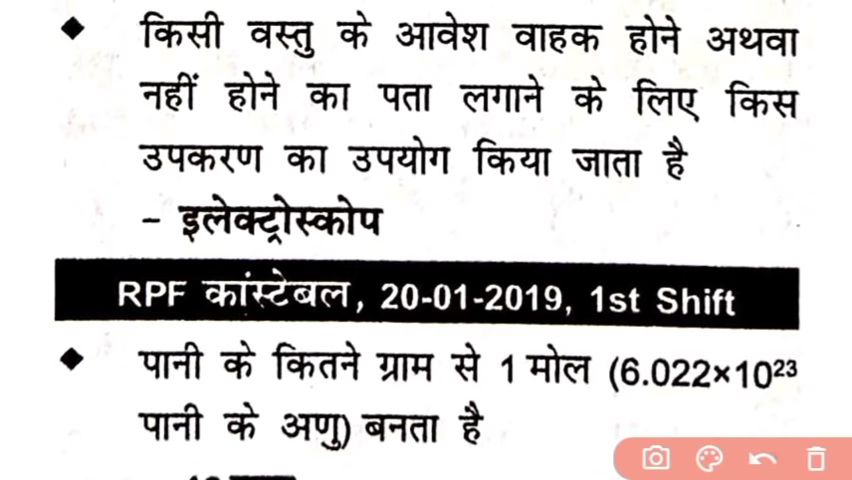 ◆ किसी वस्तु के आवेश वाहक होने अथवा
नहीं होने का पता लगाने के लिए किस
उपकरण का उपयोग किया जाता है
– इलेक्ट्रोस्कोप
RPF कांस्टेबल, 20-01-2019, 1st Shift
◆ पानी के कितने ग्राम से 1 मोल (6.022×10²³
पानी के अणु) बनता है